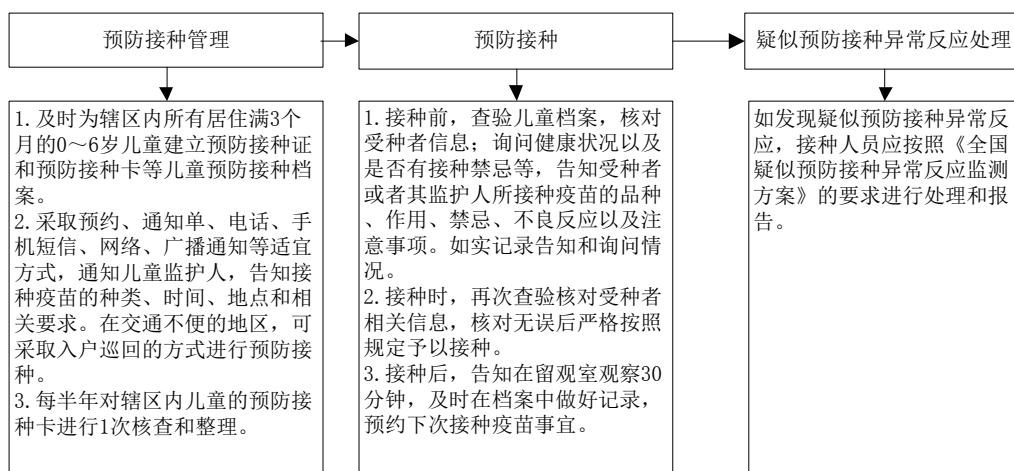 预防接种管理
预防接种
疑似预防接种异常反应处理
1.及时为辖区内所有居住满3个
月的0～6岁儿童建立预防接种证
和预防接种卡等儿童预防接种档
案。
2.采取预约、通知单、电话、手
机短信、网络、广播通知等适宜
方式，通知儿童监护人，告知接
种疫苗的种类、时间、地点和相
关要求。在交通不便的地区，可
采取入户巡回的方式进行预防接
种。
3.每半年对辖区内儿童的预防接
种卡进行1次核查和整理。
1.接种前，查验儿童档案，核对
受种者信息；询问健康状况以及
是否有接种禁忌等，告知受种者
或者其监护人所接种疫苗的品种
、作用、禁忌、不良反应以及注
意事项。如实记录告知和询问情
况。
2.接种时，再次查验核对受种者
相关信息，核对无误后严格按照
规定予以接种。
3.接种后，告知在留观室观察30
分钟，及时在档案中做好记录，
预约下次接种疫苗事宜。
如发现疑似预防接种异常反
应，接种人员应按照《全国
疑似预防接种异常反应监测
方案》的要求进行处理和报
告。